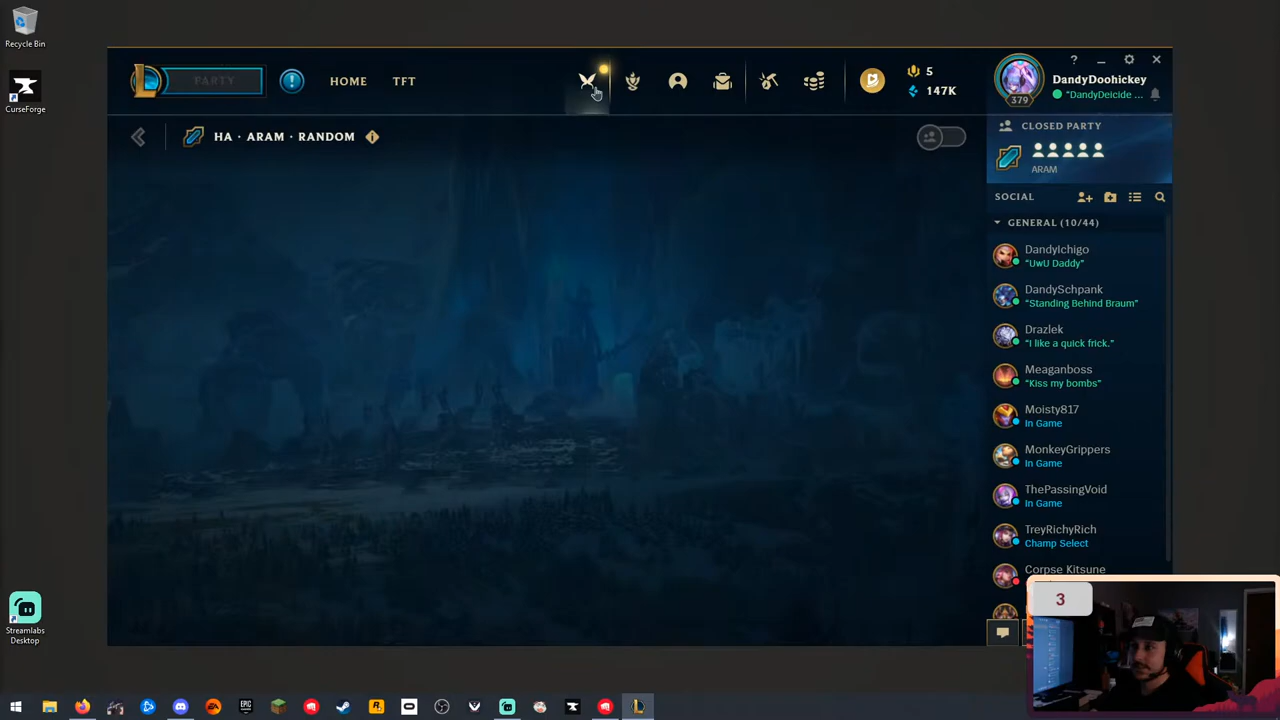 Recycle Bin
CurseForge
Streamlabs
Desktop
PARTY
HOME
TFT
5
147K
379
DandyDoohickey
"DandyDeicide ...
HA · ARAM · RANDOM
CLOSED PARTY
ARAM
SOCIAL
GENERAL (10/44)
DandyIchigo
"UwU Daddy"
DandySchpank
"Standing Behind Braum"
Drazlek
"I like a quick frick."
Meaganboss
"Kiss my bombs"
Moisty817
In Game
MonkeyGrippers
In Game
ThePassingVoid
In Game
TreyRichyRich
Champ Select
Corpse Kitsune
3
EPIC
EA